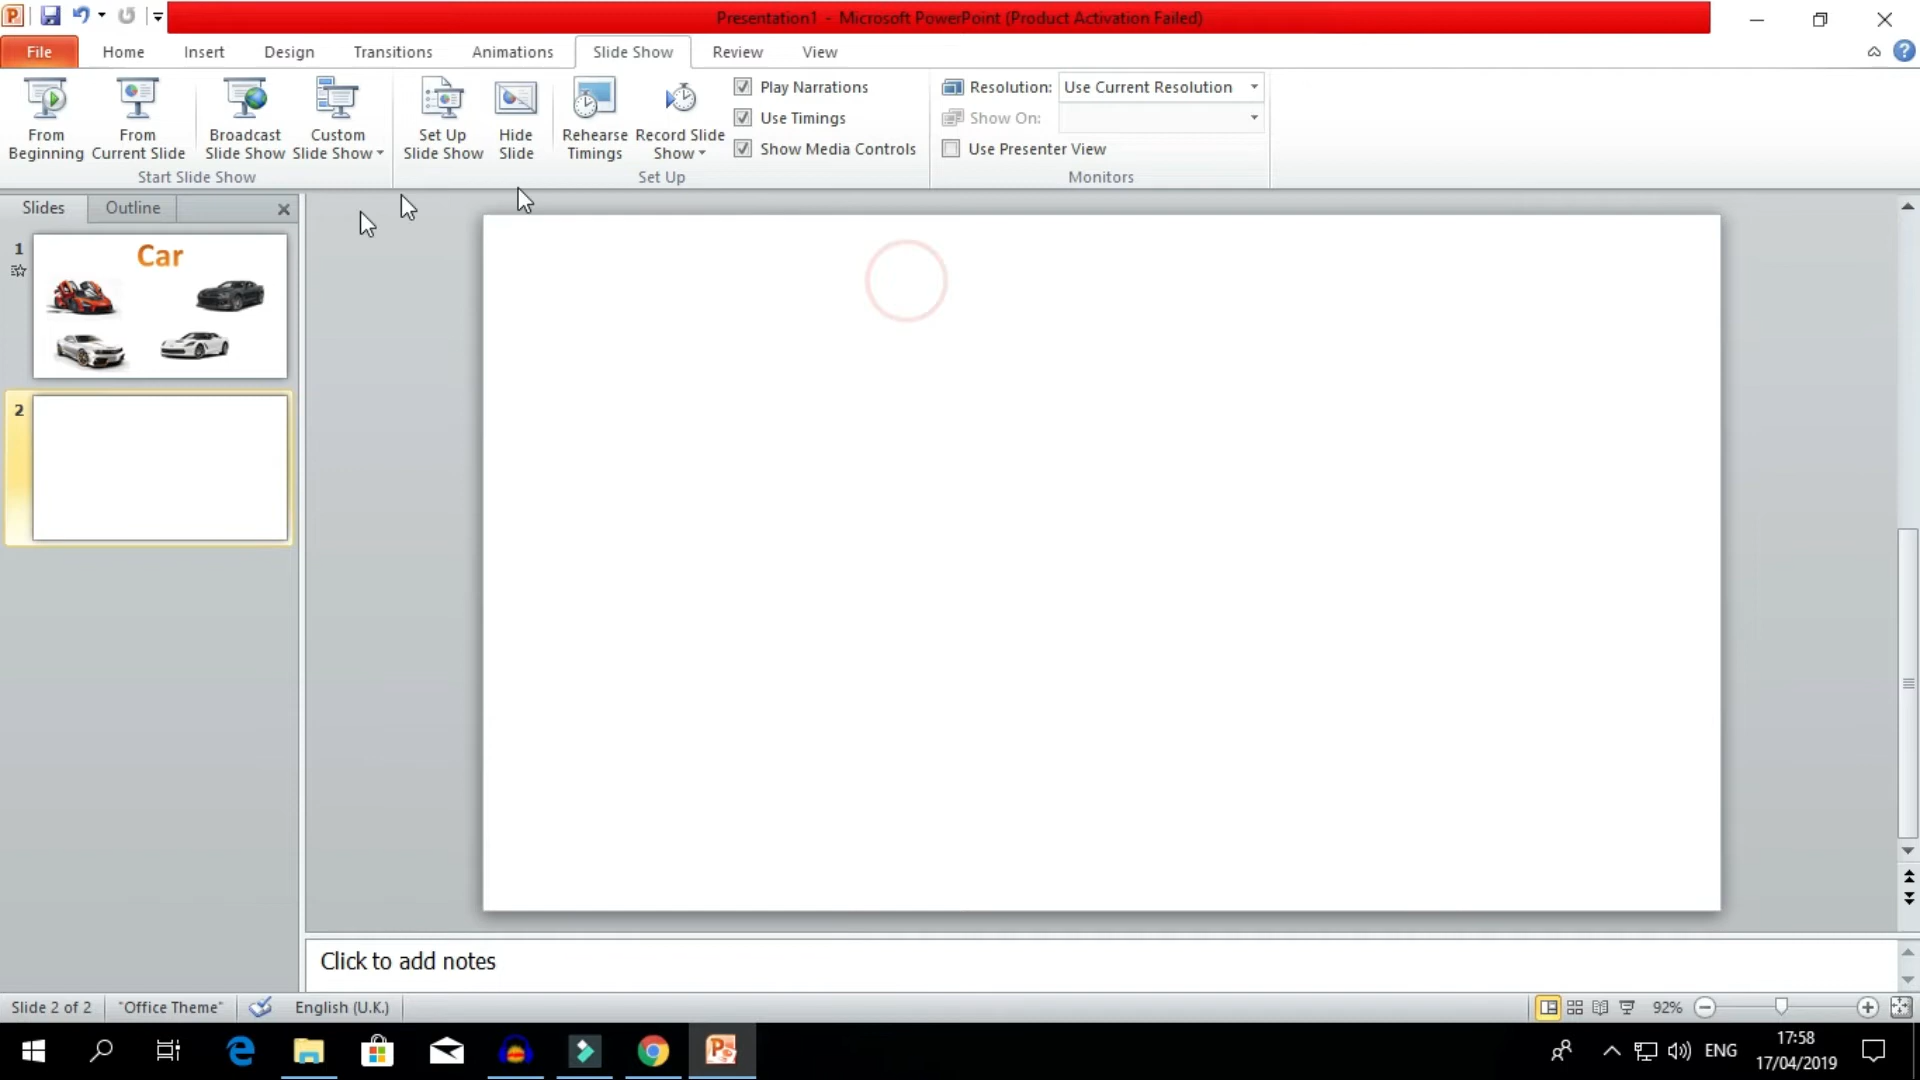 Presentation1 - Microsoft PowerPoint (Product Activation Failed)
File Home Insert Design Transitions Animations Slide Show Review View
From Beginning
From Current Slide
Broadcast Slide Show
Custom Slide Show
Set Up Slide Show
Hide Slide
Rehearse Timings
Record Slide Show
Play Narrations
Use Timings
Show Media Controls
Resolution: Use Current Resolution
Show On:
Use Presenter View
Start Slide Show
Set Up
Monitors
Slides Outline
1
Car
2
Click to add notes
Slide 2 of 2 "Office Theme" English (U.K.) 92%
ENG
17:58
17/04/2019